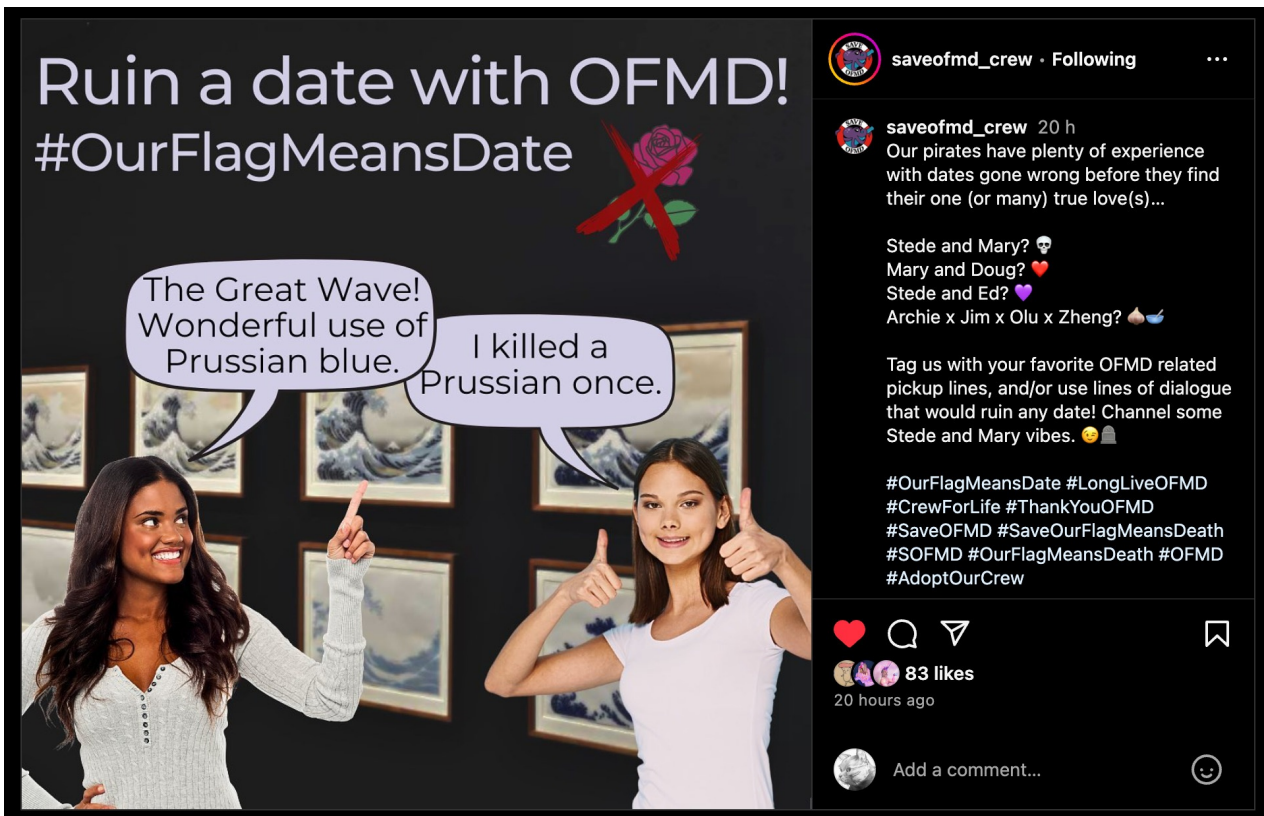 Ruin a date with OFMD!
#OurFlagMeansDate
The Great Wave!
Wonderful use of
Prussian blue.
I killed a
Prussian once.
saveofmd_crew • Following
SAVE
OFMD
saveofmd_crew 20 h
Our pirates have plenty of experience
with dates gone wrong before they find
their one (or many) true love(s)...
Stede and Mary? 💀
Mary and Doug? ❤️
Stede and Ed? 💜
Archie x Jim x Olu x Zheng? 🧄🥣
Tag us with your favorite OFMD related
pickup lines, and/or use lines of dialogue
that would ruin any date! Channel some
Stede and Mary vibes. 😉🪦
#OurFlagMeansDate #LongLiveOFMD
#CrewForLife #ThankYouOFMD
#SaveOFMD #SaveOurFlagMeansDeath
#SOFMD #OurFlagMeansDeath #OFMD
#AdoptOurCrew
83 likes
20 hours ago
Add a comment...